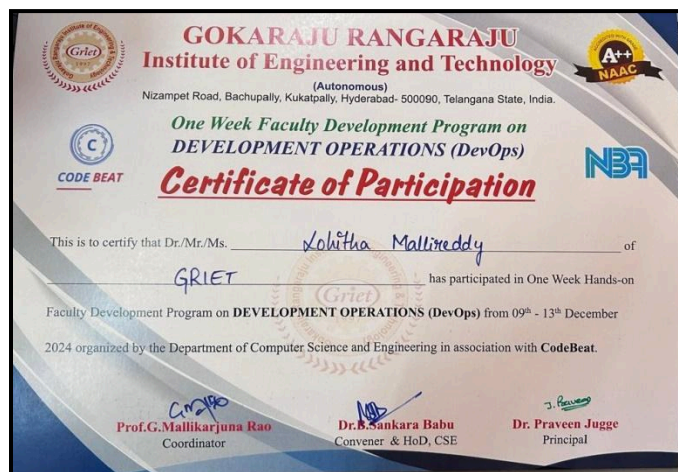 GOKARAJU RANGARAJU
Institute of Engineering and Technology
(Autonomous)
Nizampet Road, Bachupally, Kukatpally, Hyderabad- 500090, Telangana State, India.
Griet
A++
NAAC
One Week Faculty Development Program on
DEVELOPMENT OPERATIONS (DevOps)
C
CODE BEAT
NBA
Certificate of Participation
This is to certify that Dr./Mr./Ms. Lohitha Mallireddy of
GRIET has participated in One Week Hands-on
Griet
Faculty Development Program on DEVELOPMENT OPERATIONS (DevOps) from 09th - 13th December
2024 organized by the Department of Computer Science and Engineering in association with CodeBeat.
Prof.G.Mallikarjuna Rao
Coordinator
Dr.B.Sankara Babu
Convener & HoD, CSE
Dr. Praveen Jugge
Principal